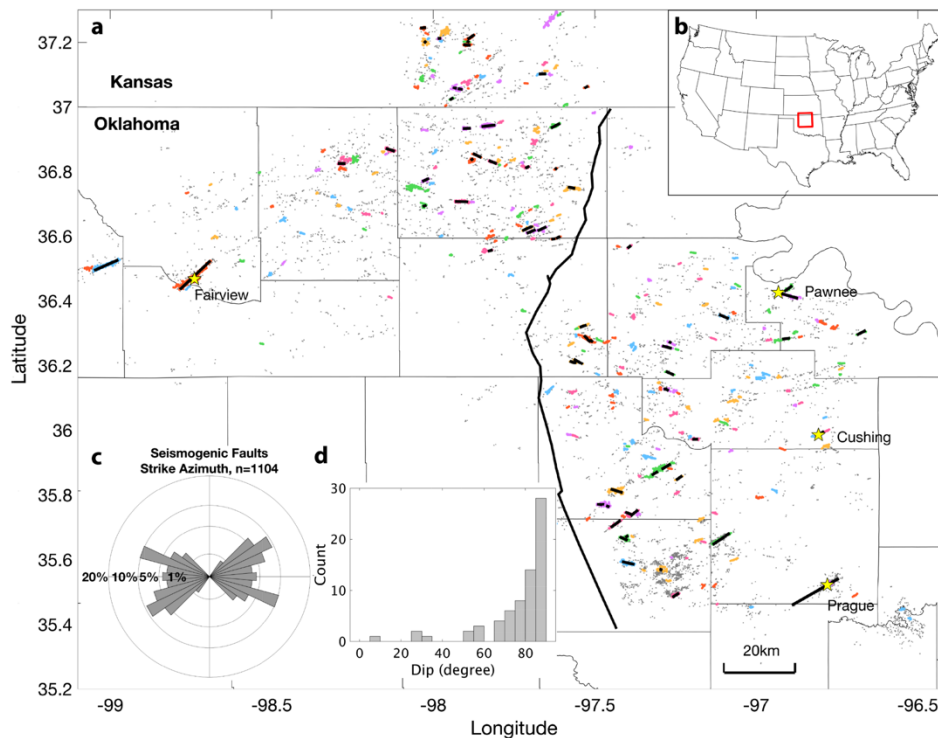 a
b
37.2
Kansas
37
Oklahoma
36.8
36.6
Fairview
Pawnee
36.4
Latitude
36.2
36
Cushing
c
Seismogenic Faults
Strike Azimuth, n=1104
d
35.8
30
20
Count
10
0
20% 10% 5% 1%
35.6
Prague
0 20 40 60 80
Dip (degree)
35.4
20km
35.2
-99 -98.5 -98 -97.5 -97 -96.5
Longitude